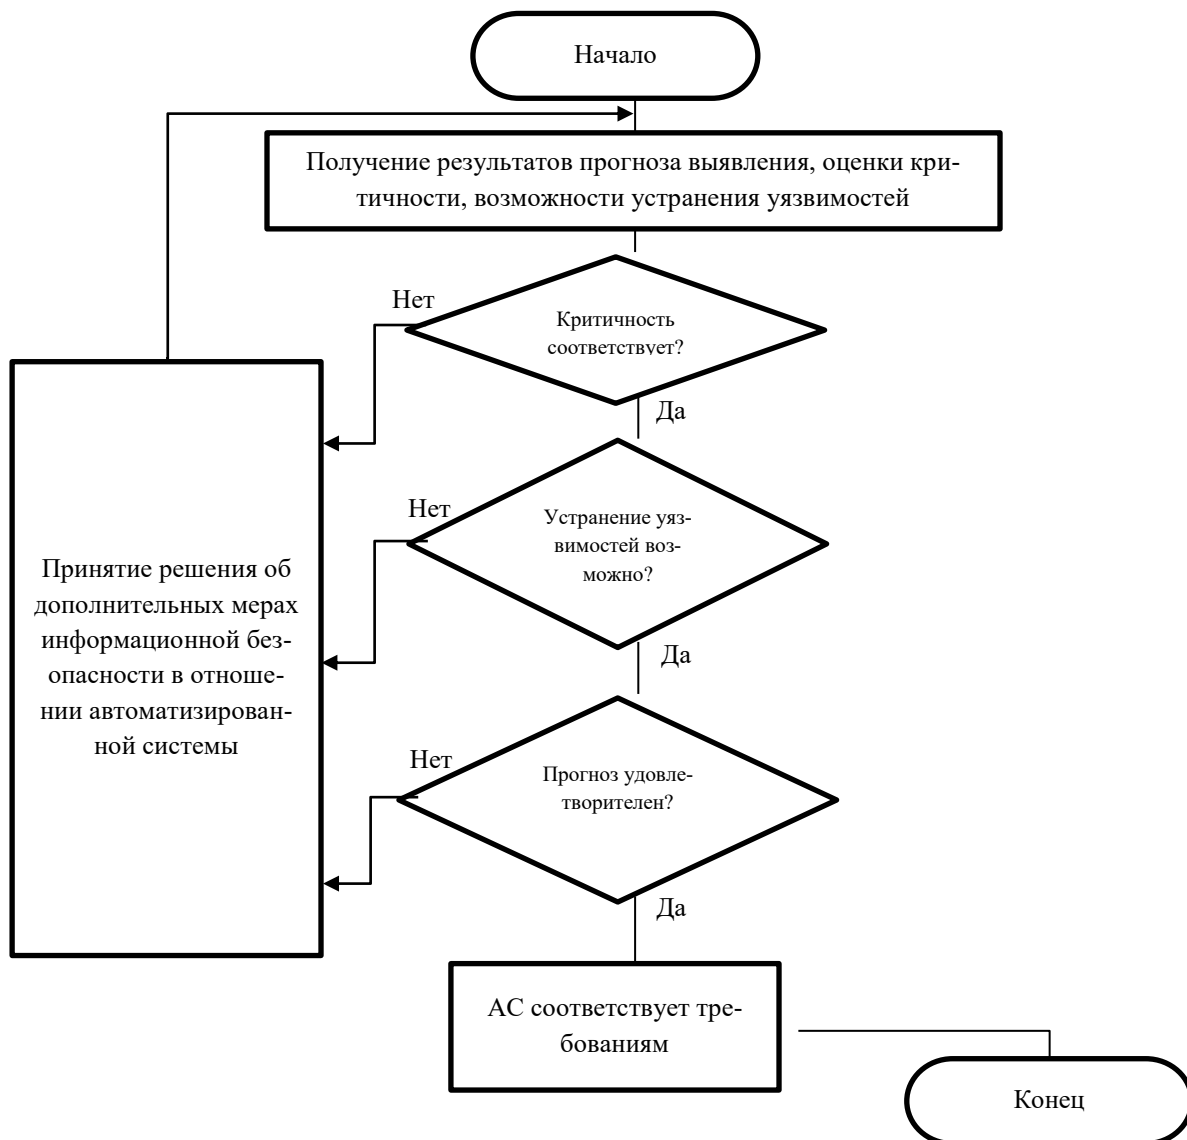 Начало
Получение результатов прогноза выявления, оценки кри-
тичности, возможности устранения уязвимостей
Нет
Критичность
соответствует?
Да
Нет
Устранение уяз-
вимостей воз-
можно?
Принятие решения об
дополнительных мерах
информационной без-
опасности в отноше-
нии автоматизирован-
ной системы
Да
Нет
Прогноз удовле-
творителен?
Да
АС соответствует тре-
бованиям
Конец